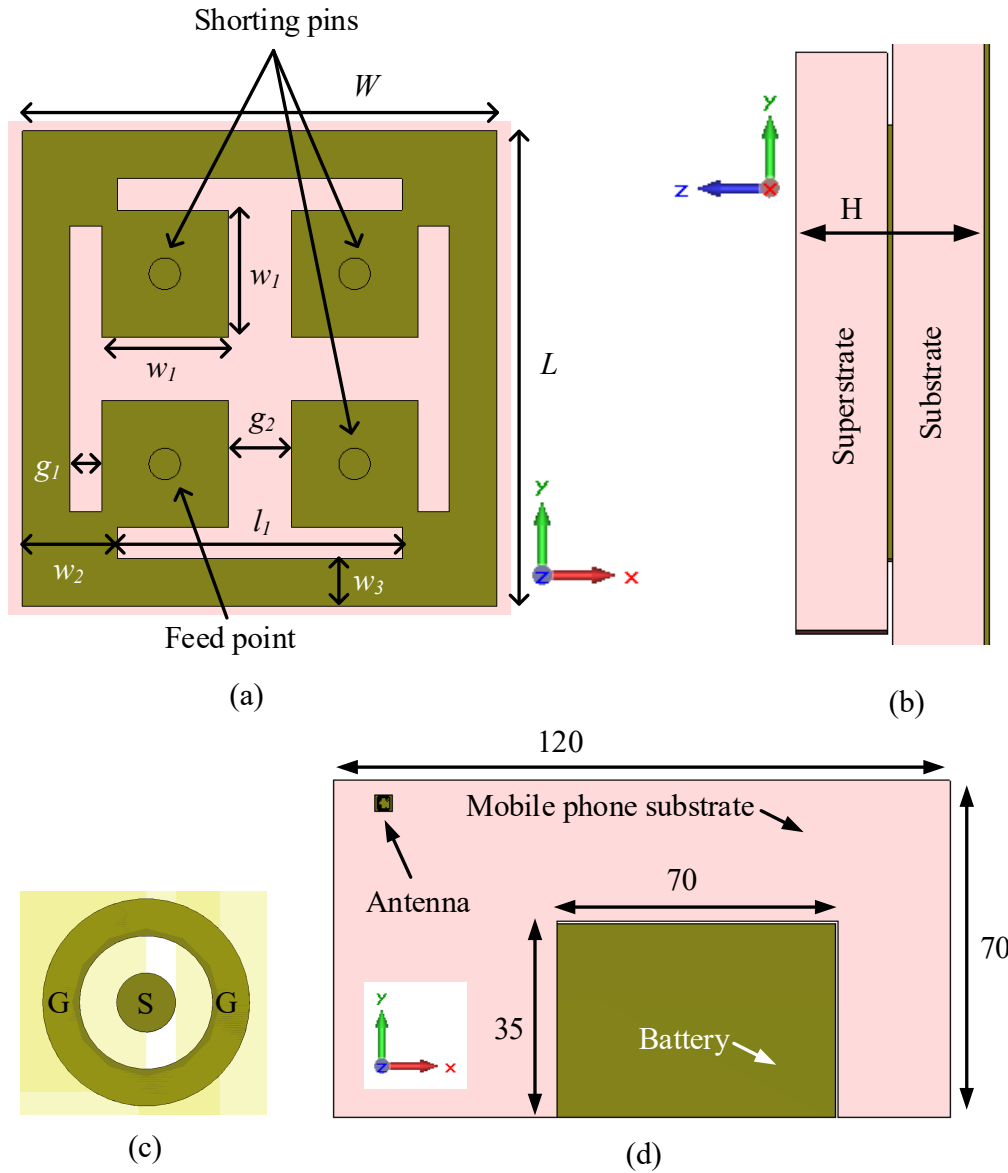 Shorting pins
W
w1
w1
L
g2
g1
l1
w2
w3
Feed point
y
x
z
(a)
y
z
x
H
Superstrate
Substrate
(b)
G
S
G
(c)
120
Mobile phone substrate
Antenna
70
70
35
Battery
y
z
x
(d)